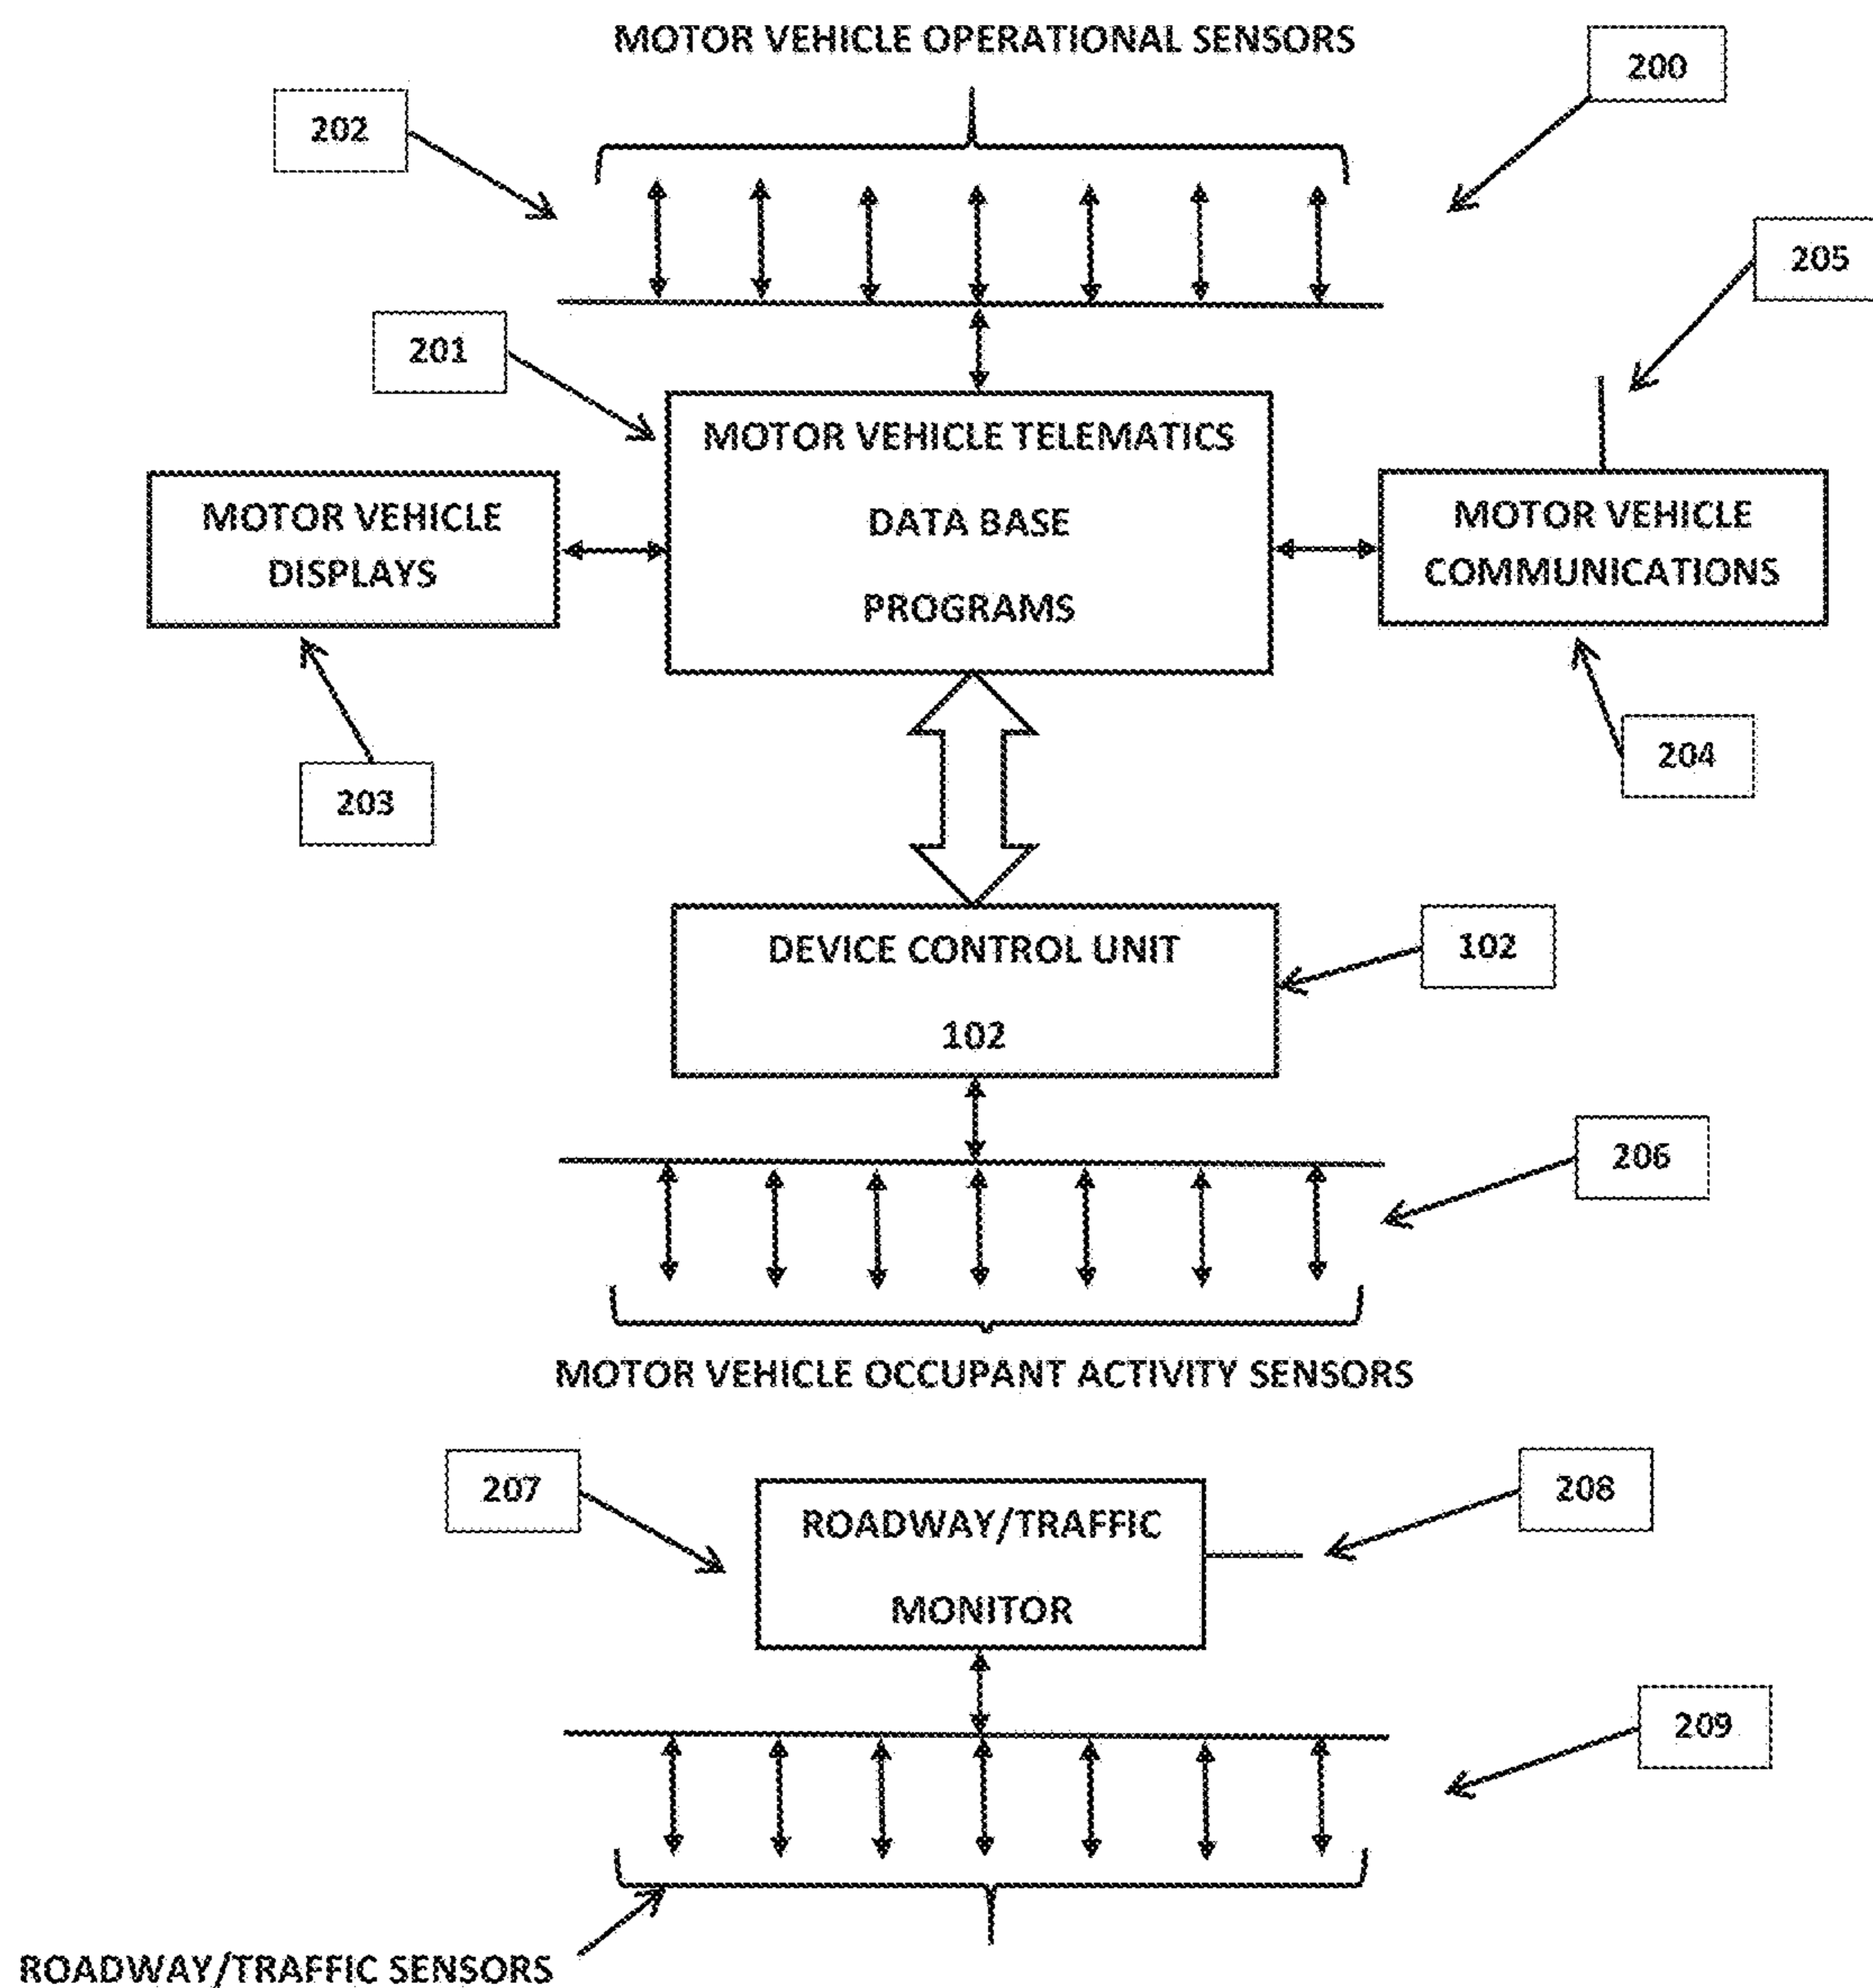 MOTOR VEHICLE OPERATIONAL SENSORS
200
202
205
201
MOTOR VEHICLE TELEMATICS
DATA BASE
PROGRAMS
MOTOR VEHICLE
DISPLAYS
MOTOR VEHICLE
COMMUNICATIONS
203
204
DEVICE CONTROL UNIT
102
102
206
MOTOR VEHICLE OCCUPANT ACTIVITY SENSORS
207
ROADWAY/TRAFFIC
MONITOR
208
209
ROADWAY/TRAFFIC SENSORS